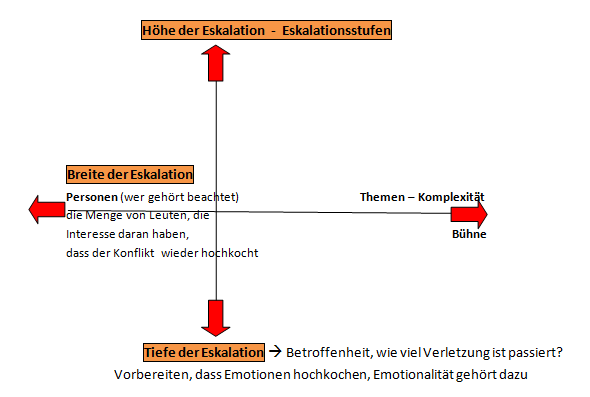 Höhe der Eskalation - Eskalationsstufen
Breite der Eskalation
Personen (wer gehört beachtet)
die Menge von Leuten, die
Interesse daran haben,
dass der Konflikt wieder hochkocht
Themen – Komplexität
Bühne
Tiefe der Eskalation → Betroffenheit, wie viel Verletzung ist passiert?
Vorbereiten, dass Emotionen hochkochen, Emotionalität gehört dazu